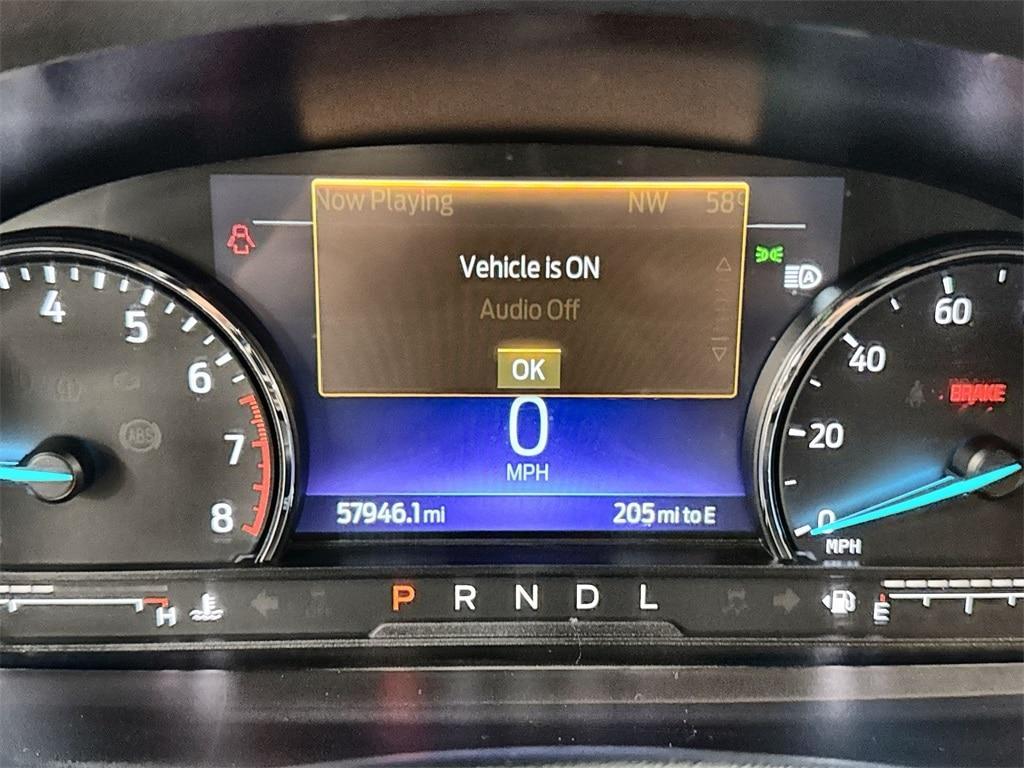 Now Playing NW 58°
Vehicle is ON
Audio Off
OK
0
MPH
57946.1 mi 205 mi to E
4
5
6
7
8
ABS
60
40
20
0
MPH
BRAKE
A
H
P R N D L
E